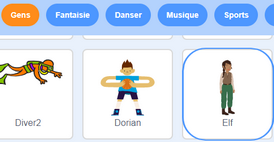 Gens Fantaisie Danser Musique Sports
Diver2 Dorian Elf